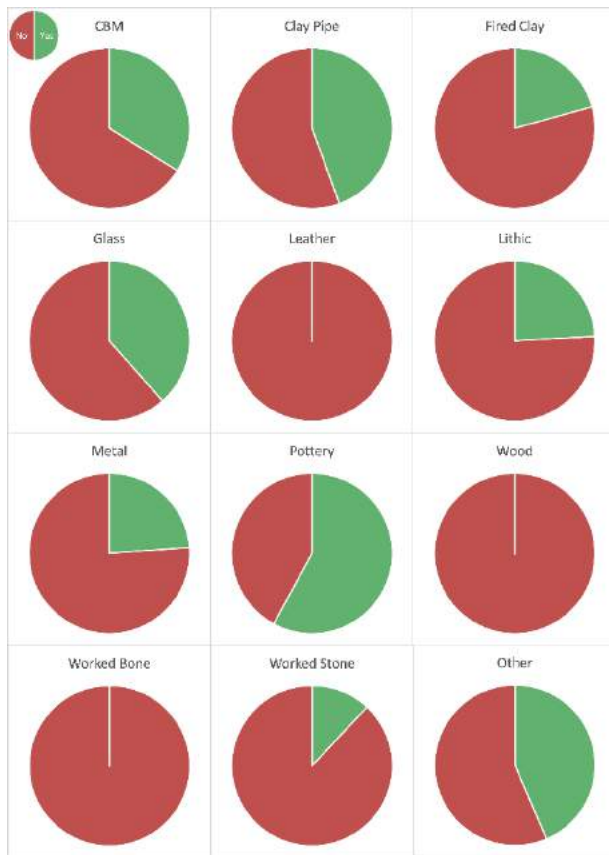 No Yes
CBM
Clay Pipe
Fired Clay
Glass
Leather
Lithic
Metal
Pottery
Wood
Worked Bone
Worked Stone
Other